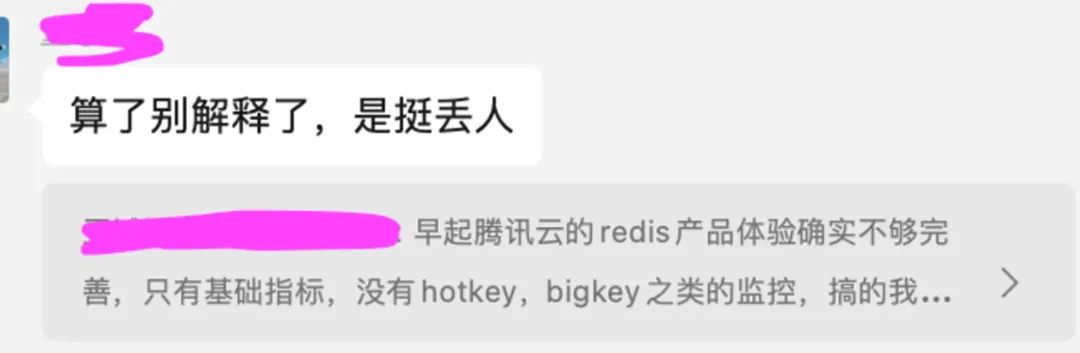 算了别解释了，是挺丢人
: 早起腾讯云的redis产品体验确实不够完
善，只有基础指标，没有hotkey，bigkey之类的监控，搞的我...